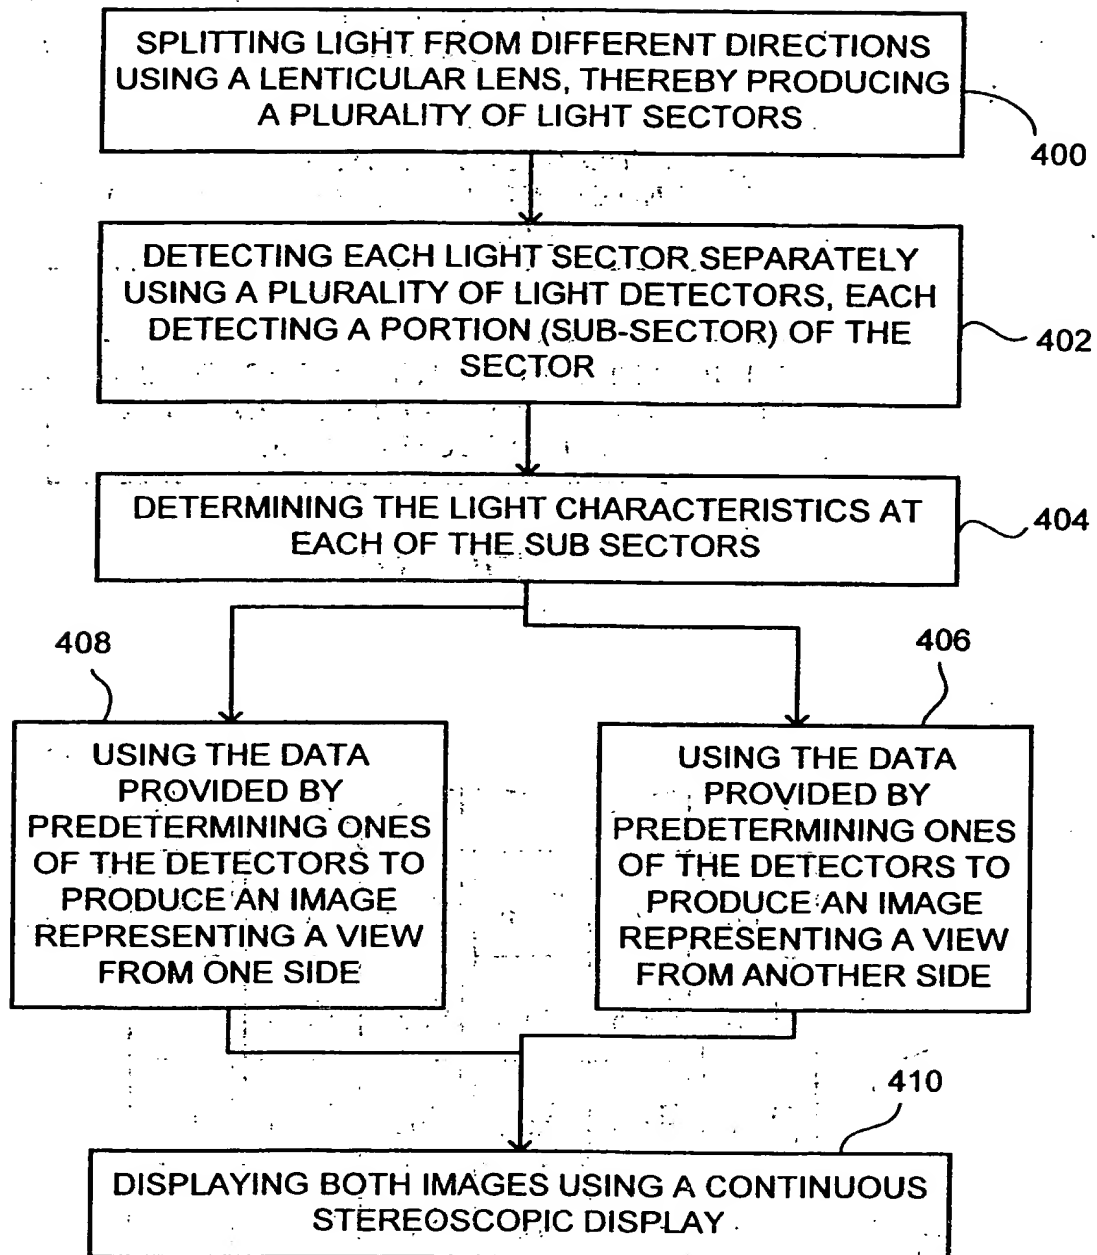 SPLITTING LIGHT FROM DIFFERENT DIRECTIONS
USING A LENTICULAR LENS, THEREBY PRODUCING
A PLURALITY OF LIGHT SECTORS
400
DETECTING EACH LIGHT SECTOR SEPARATELY
USING A PLURALITY OF LIGHT DETECTORS, EACH
DETECTING A PORTION (SUB-SECTOR) OF THE
SECTOR
402
DETERMINING THE LIGHT CHARACTERISTICS AT
EACH OF THE SUB SECTORS
404
408
USING THE DATA
PROVIDED BY
PREDETERMINING ONES
OF THE DETECTORS TO
PRODUCE AN IMAGE
REPRESENTING A VIEW
FROM ONE SIDE
406
USING THE DATA
PROVIDED BY
PREDETERMINING ONES
OF THE DETECTORS TO
PRODUCE AN IMAGE
REPRESENTING A VIEW
FROM ANOTHER SIDE
410
DISPLAYING BOTH IMAGES USING A CONTINUOUS
STEREOSCOPIC DISPLAY